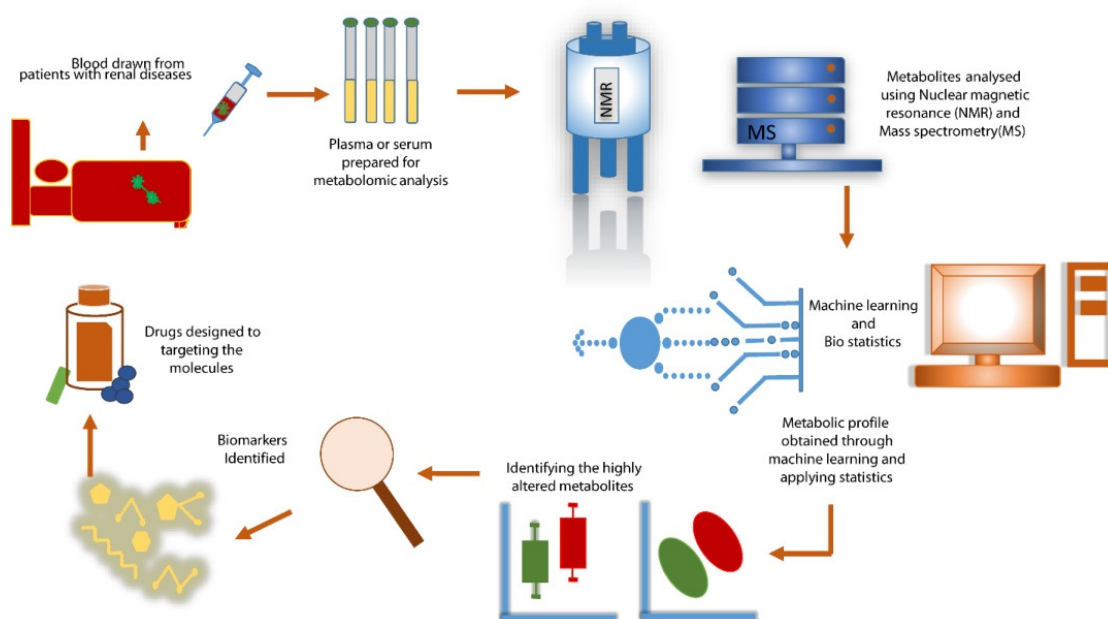 Blood drawn from
patients with renal diseases
Plasma or serum
prepared for
metabolomic analysis
NMR
MS
Metabolites analysed
using Nuclear magnetic
resonance (NMR) and
Mass spectrometry(MS)
Machine learning
and
Bio statistics
Metabolic profile
obtained through
machine learning and
applying statistics
Identifying the highly
altered metabolites
Biomarkers
Identified
Drugs designed to
targeting the
molecules